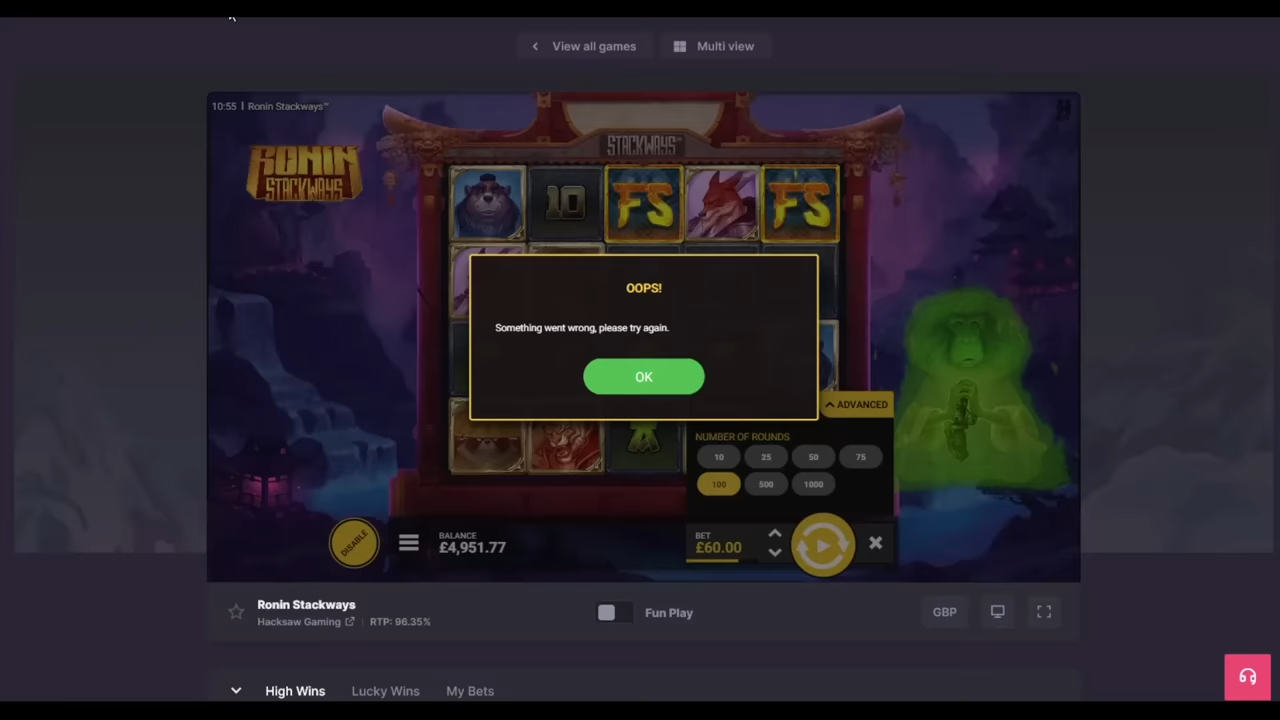 View all games
Multi view
10:55 | Ronin Stackways™
STACKWAYS™
RONIN
STACKWAYS
10
FS
FS
OOPS!
Something went wrong, please try again.
OK
ADVANCED
NUMBER OF ROUNDS
10 25 50 75
100 500 1000
DISABLE
BALANCE
£4,951.77
BET
£60.00
Ronin Stackways
Hacksaw Gaming
RTP: 96.35%
Fun Play
GBP
High Wins
Lucky Wins
My Bets